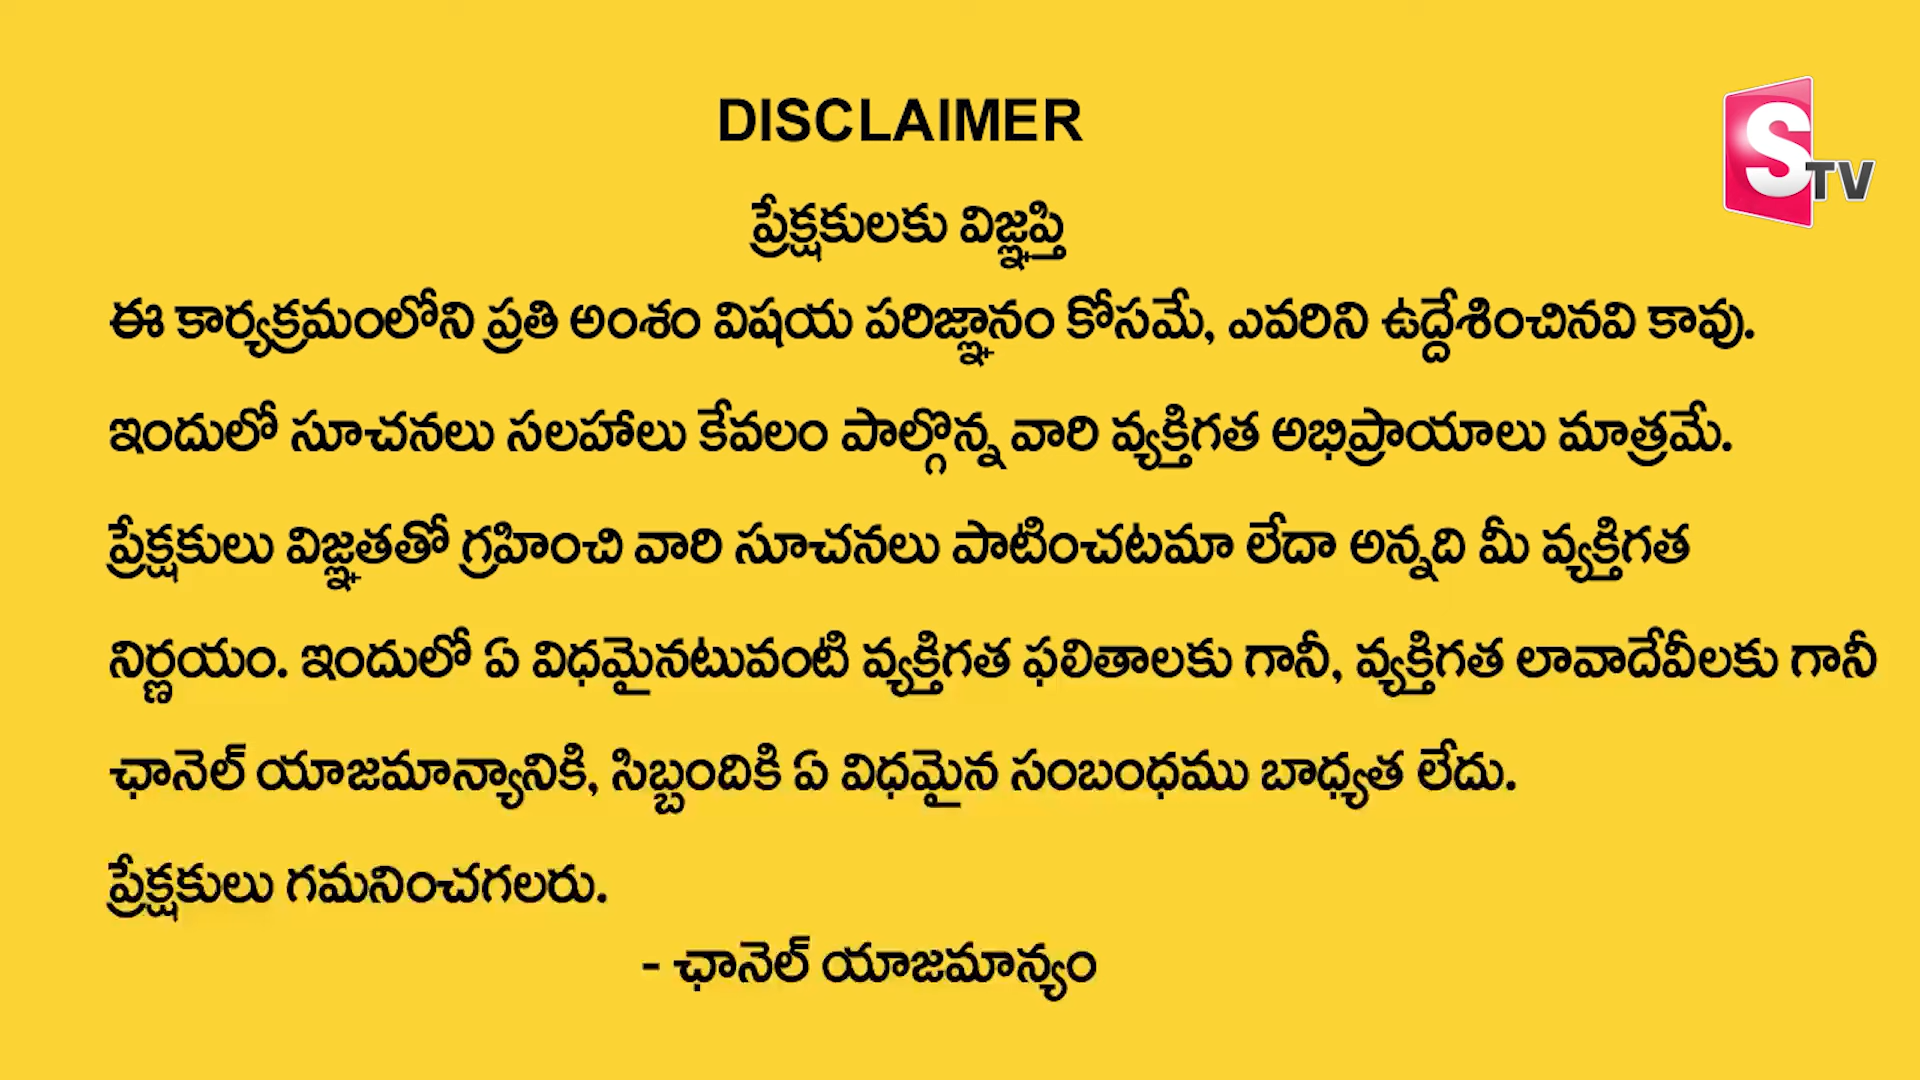 DISCLAIMER
STV
ప్రేక్షకులకు విజ్ఞప్తి
ఈ కార్యక్రమంలోని ప్రతి అంశం విషయ పరిజ్ఞానం కోసమే, ఎవరిని ఉద్దేశించినవి కావు.
ఇందులో సూచనలు సలహాలు కేవలం పాల్గొన్న వారి వ్యక్తిగత అభిప్రాయాలు మాత్రమే.
ప్రేక్షకులు విజ్ఞతతో గ్రహించి వారి సూచనలు పాటించటమా లేదా అన్నది మీ వ్యక్తిగత
నిర్ణయం. ఇందులో ఏ విధమైనటువంటి వ్యక్తిగత ఫలితాలకు గానీ, వ్యక్తిగత లావాదేవీలకు గానీ
ఛానెల్ యాజమాన్యానికి, సిబ్బందికి ఏ విధమైన సంబంధము బాధ్యత లేదు.
ప్రేక్షకులు గమనించగలరు.
- ఛానెల్ యాజమాన్యం